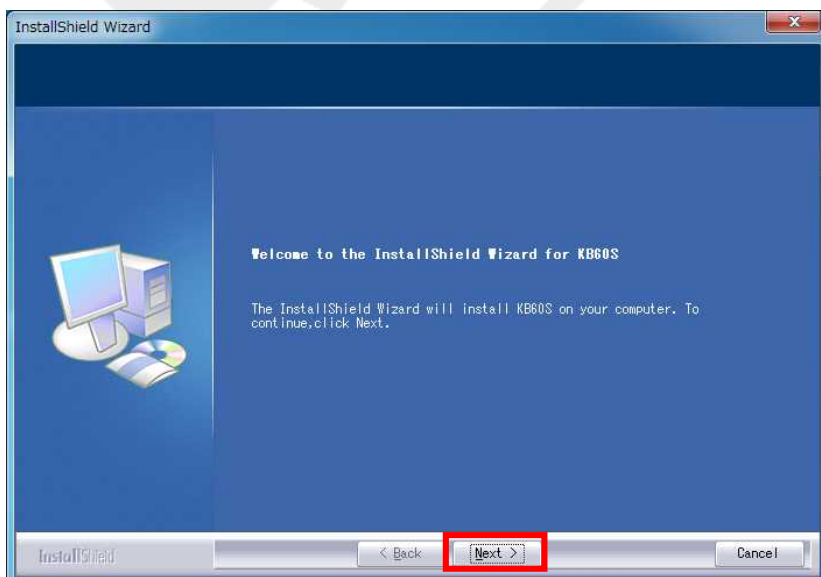 InstallShield Wizard
Welcome to the InstallShield Wizard for KB60S
The InstallShield Wizard will install KB60S on your computer. To
continue,click Next.
InstallShield
< Back
Next >
Cancel